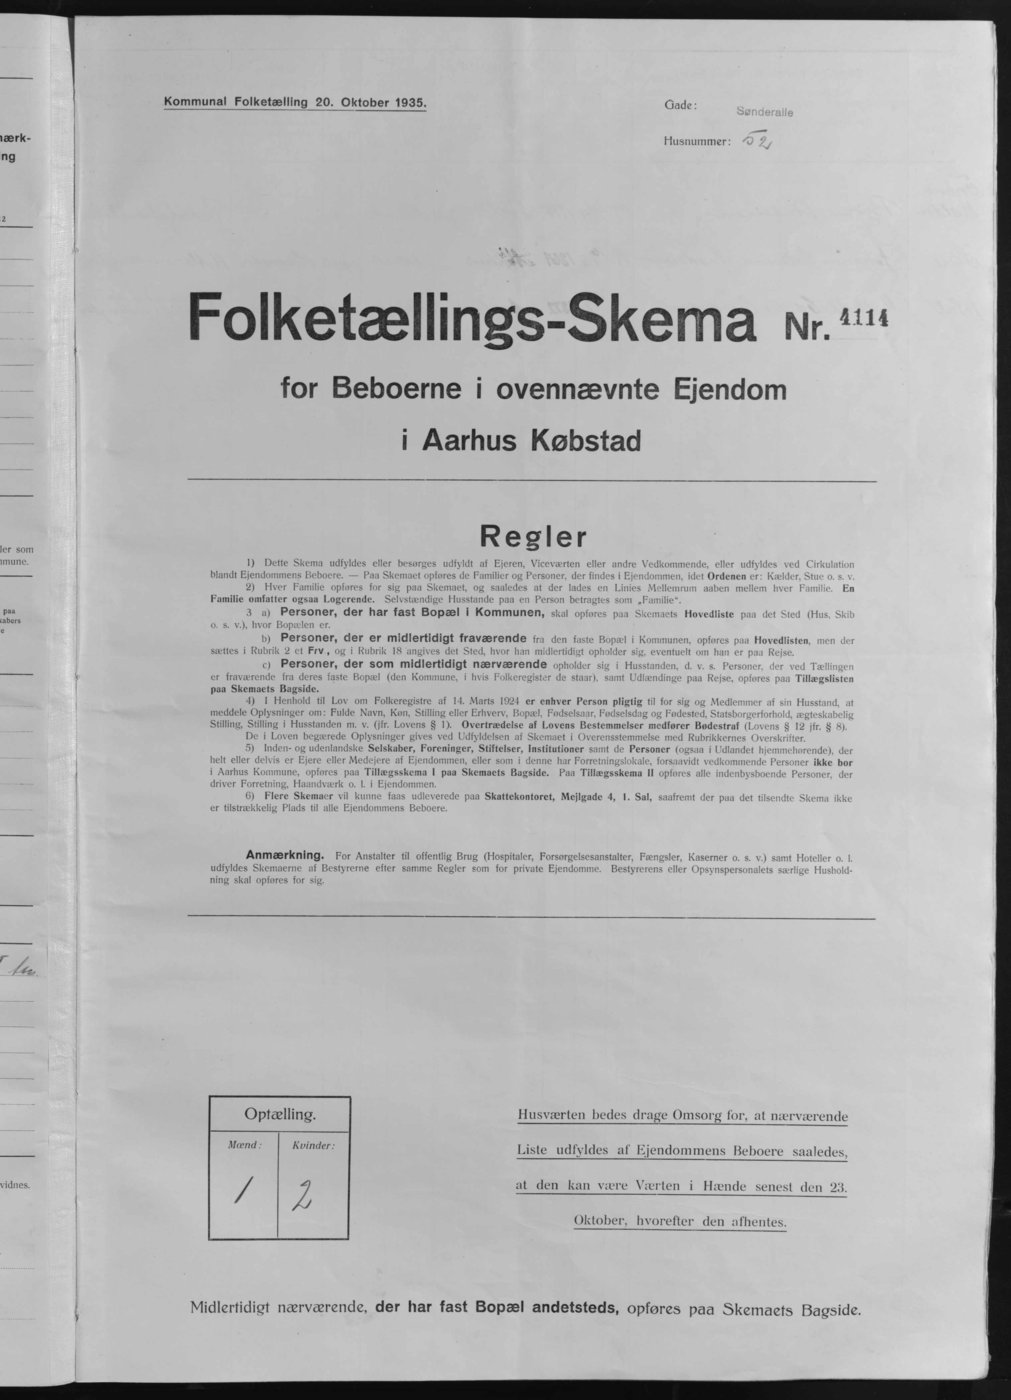 Kommunal Folketælling 20. Oktober 1935.
Gade: Sønderalle
Husnummer: 52
Folketællings-Skema Nr. 4114
for Beboerne i ovennævnte Ejendom
i Aarhus Købstad
Regler
1) Dette Skema udfyldes eller besørges udfyldt af Ejeren, Viceværten eller andre Vedkommende, eller udfyldes ved Cirkulation
blandt Ejendommens Beboere. — Paa Skemaet opføres de Familier og Personer, der findes i Ejendommen, idet Ordenen er: Kælder, Stue o. s. v.
2) Hver Familie opføres for sig paa Skemaet, og saaledes at der lades en Linies Mellemrum aaben mellem hver Familie. En
Familie omfatter ogsaa Logerende. Selvstændige Husstande paa en Person betragtes som „Familie“.
3 a) Personer, der har fast Bopæl i Kommunen, skal opføres paa Skemaets Hovedliste paa det Sted (Hus, Skib
o. s. v.), hvor Bopælen er.
b) Personer, der er midlertidigt fraværende fra den faste Bopæl i Kommunen, opføres paa Hovedlisten, men der
sættes i Rubrik 2 et Frv., og i Rubrik 18 angives det Sted, hvor han midlertidigt opholder sig, eventuelt om han er paa Rejse.
c) Personer, der som midlertidigt nærværende opholder sig i Husstanden, d. v. s. Personer, der ved Tællingen
er fraværende fra deres faste Bopæl (den Kommune, i hvis Folkeregister de staar), samt Udlændinge paa Rejse, opføres paa Tillægslisten
paa Skemaets Bagside.
4) I Henhold til Lov om Folkeregistre af 14. Marts 1924 er enhver Person pligtig til for sig og Medlemmer af sin Husstand, at
meddele Oplysninger om: Fulde Navn, Køn, Stilling eller Erhverv, Bopæl, Fødselsaar, Fødselsdag og Fødested, Statsborgerforhold, ægteskabelig
Stilling, Stilling i Husstanden m. v. (jfr. Lovens § 1). Overtrædelse af Lovens Bestemmelser medfører Bødestraf (Lovens § 12 jfr. § 8).
De i Loven begærede Oplysninger gives ved Udfyldelsen af Skemaet i Overensstemmelse med Rubrikkernes Overskrifter.
5) Inden- og udenlandske Selskaber, Foreninger, Stiftelser, Institutioner samt de Personer (ogsaa i Udlandet hjemmehørende), der
helt eller delvis er Ejere eller Medejere af Ejendommen, eller som i denne har Forretningslokale, forsaavidt vedkommende Personer ikke bor
i Aarhus Kommune, opføres paa Tillægsskema I paa Skemaets Bagside. Paa Tillægsskema II opføres alle indenbysboende Personer, der
driver Forretning, Haandværk o. l. i Ejendommen.
6) Flere Skemaer vil kunne faas udleverede paa Skattekontoret, Mejlgade 4, 1. Sal, saafremt der paa det tilsendte Skema ikke
er tilstrækkelig Plads til alle Ejendommens Beboere.
Anmærkning. For Anstalter til offentlig Brug (Hospitaler, Forsørgelsesanstalter, Fængsler, Kaserner o. s. v.) samt Hoteller o. l.
udfyldes Skemaerne af Bestyrerne efter samme Regler som for private Ejendomme. Bestyrerens eller Opsynspersonalets særlige Hushold-
ning skal opføres for sig.
Optælling.
Mænd: Kvinder:
1 2
Husværten bedes drage Omsorg for, at nærværende
Liste udfyldes af Ejendommens Beboere saaledes,
at den kan være Værten i Hænde senest den 23.
Oktober, hvorefter den afhentes.
Midlertidigt nærværende, der har fast Bopæl andetsteds, opføres paa Skemaets Bagside.